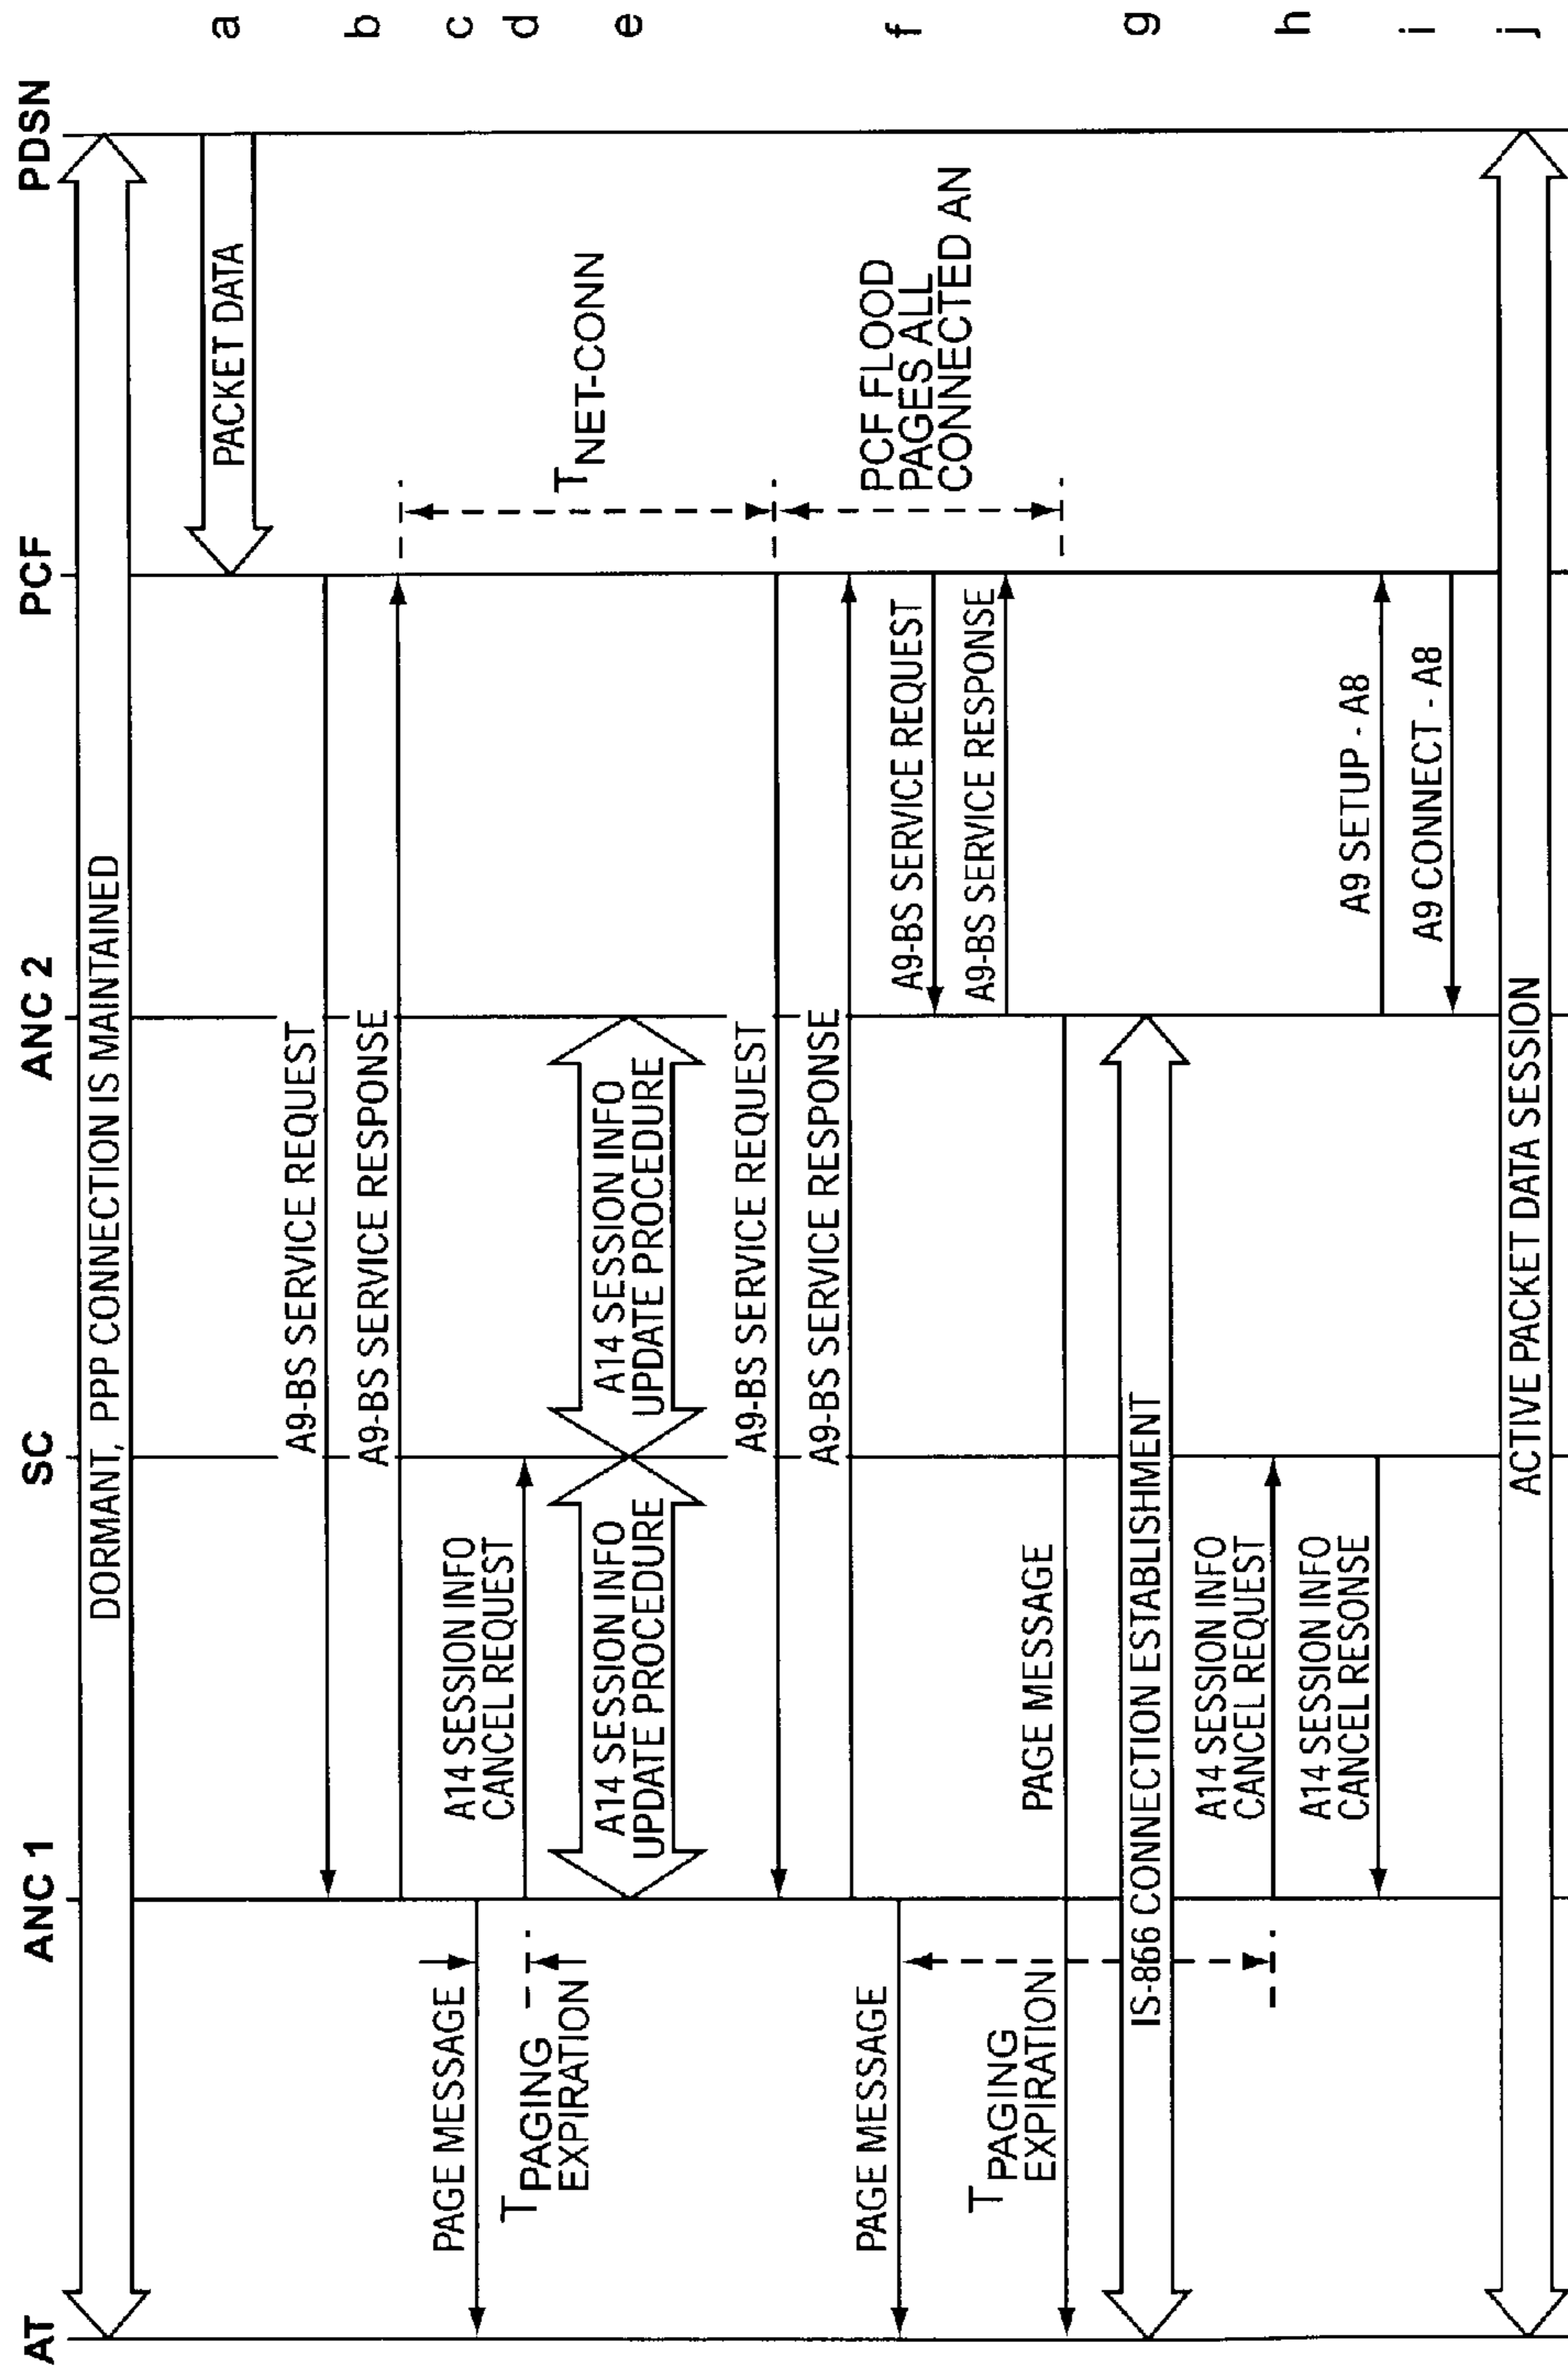 AT
ANC 1
SC
ANC 2
PCF
PDSN
DORMANT, PPP CONNECTION IS MAINTAINED
PACKET DATA
a
A9-BS SERVICE REQUEST
A9-BS SERVICE RESPONSE
b
PAGE MESSAGE
A14 SESSION INFO
CANCEL REQUEST
c
d
TPAGING
EXPIRATION
A14 SESSION INFO
UPDATE PROCEDURE
A14 SESSION INFO
UPDATE PROCEDURE
TNET-CONN
e
A9-BS SERVICE REQUEST
A9-BS SERVICE RESPONSE
PAGE MESSAGE
A9-BS SERVICE REQUEST
A9-BS SERVICE RESPONSE
PCF FLOOD
PAGES ALL
CONNECTED AN
f
TPAGING
EXPIRATION
PAGE MESSAGE
IS-866 CONNECTION ESTABLISHMENT
g
A14 SESSION INFO
CANCEL REQUEST
h
A14 SESSION INFO
CANCEL RESONSE
A9 SETUP - A8
A9 CONNECT - A8
i
ACTIVE PACKET DATA SESSION
j